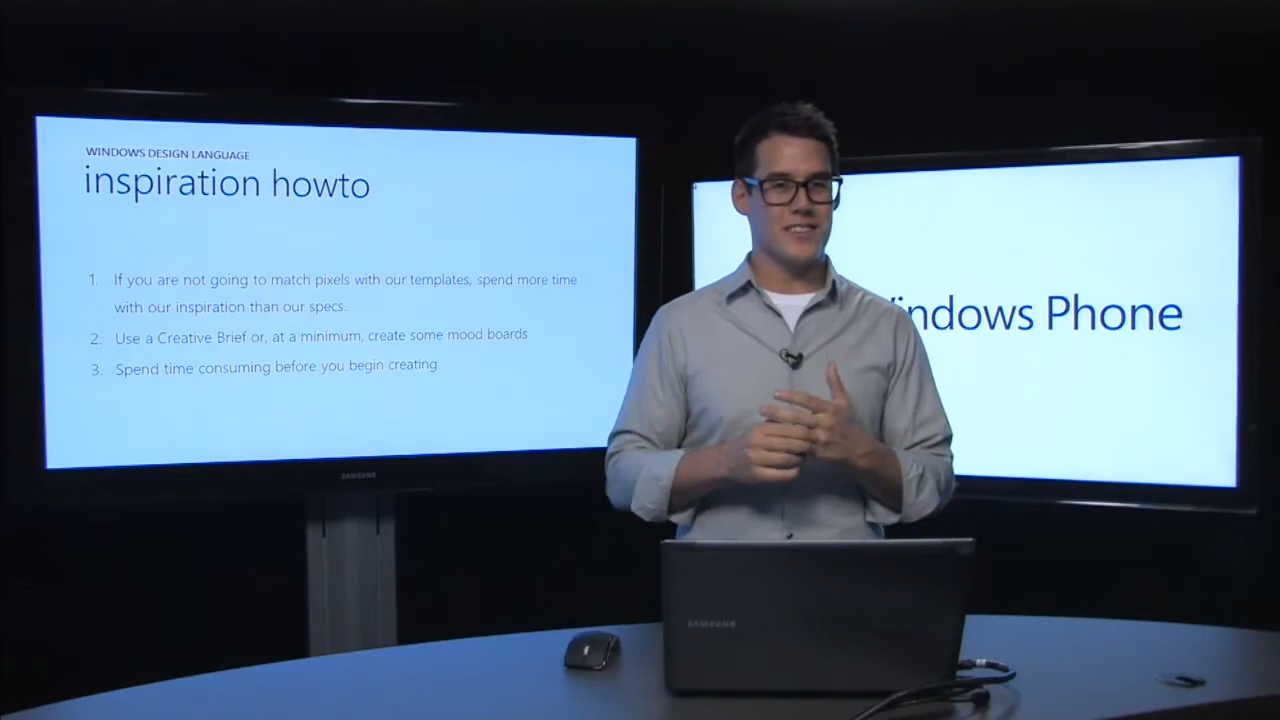 WINDOWS DESIGN LANGUAGE
inspiration howto
1. If you are not going to match pixels with our templates, spend more time
with our inspiration than our specs.
2. Use a Creative Brief or, at a minimum, create some mood boards
3. Spend time consuming before you begin creating
SAMSUNG
indows Phone
SAMSUNG